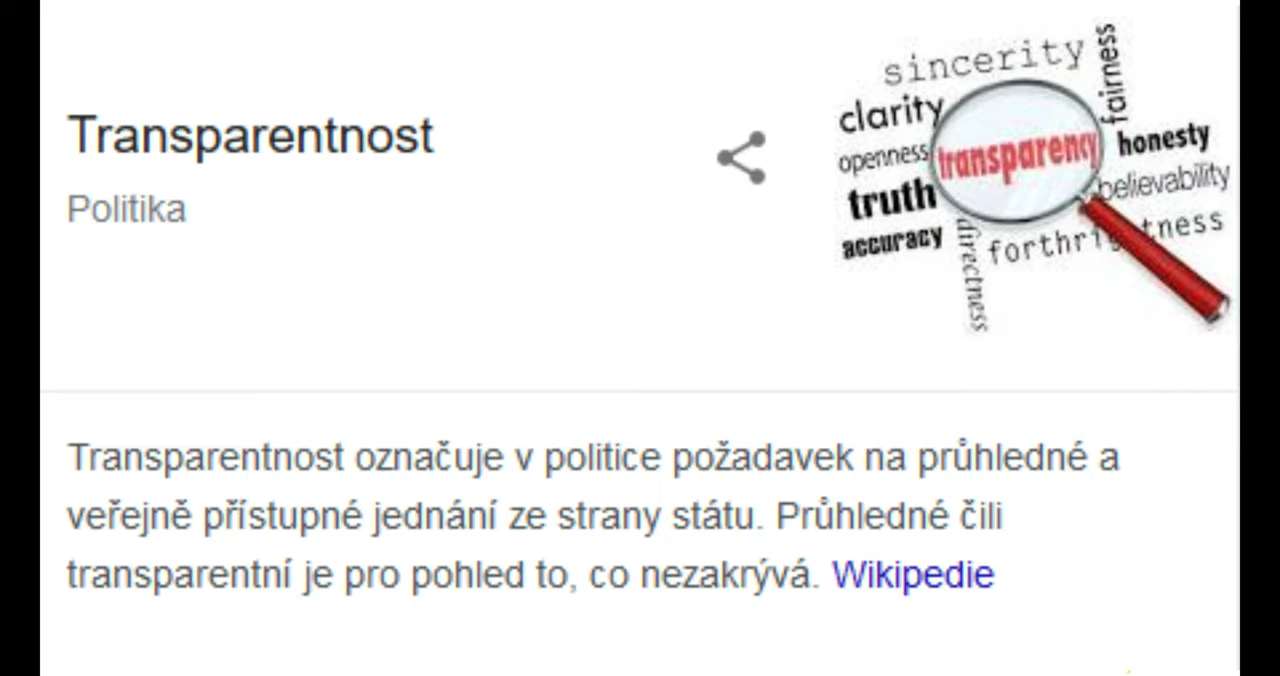 Transparentnost
Politika
sincerity
fairness
clarity
openness
transparency
honesty
truth
believability
accuracy
directness
Transparentnost označuje v politice požadavek na průhledné a
veřejně přístupné jednání ze strany státu. Průhledné čili
transparentní je pro pohled to, co nezakrývá. Wikipedie